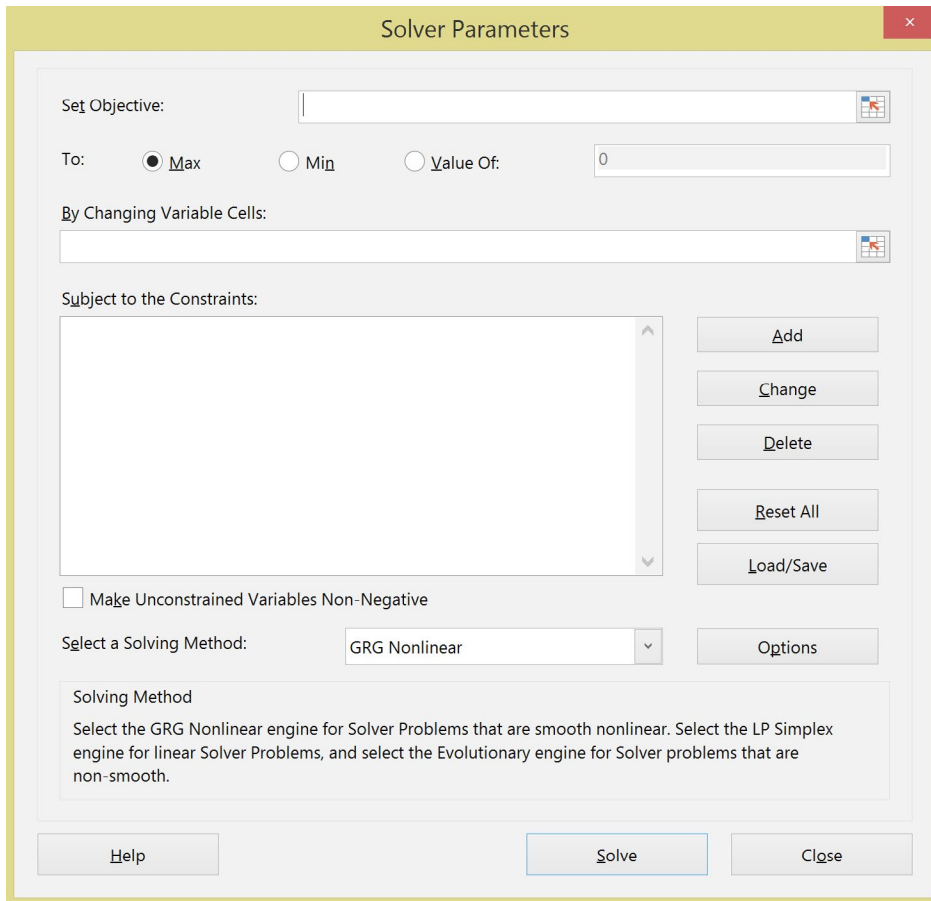 Solver Parameters
Set Objective:
To:
Max
Min
Value Of:
0
By Changing Variable Cells:
Subject to the Constraints:
Add
Change
Delete
Reset All
Load/Save
Make Unconstrained Variables Non-Negative
Select a Solving Method:
GRG Nonlinear
Options
Solving Method
Select the GRG Nonlinear engine for Solver Problems that are smooth nonlinear. Select the LP Simplex
engine for linear Solver Problems, and select the Evolutionary engine for Solver problems that are
non-smooth.
Help
Solve
Close